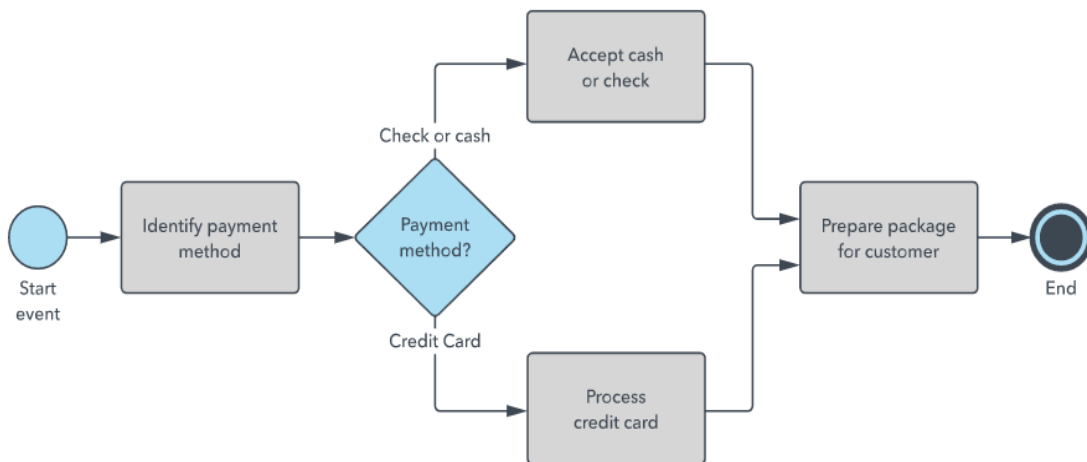 Accept cash
or check
Check or cash
Identify payment
method
Payment
method?
Prepare package
for customer
Start
event
End
Credit Card
Process
credit card